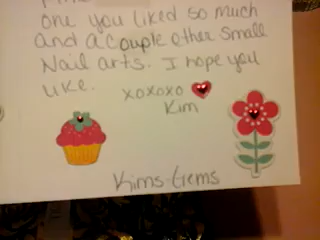 one you liked so much
and a couple other small
Nail arts. I hope you
like.
xoxoxo
Kim
Kims-Gems